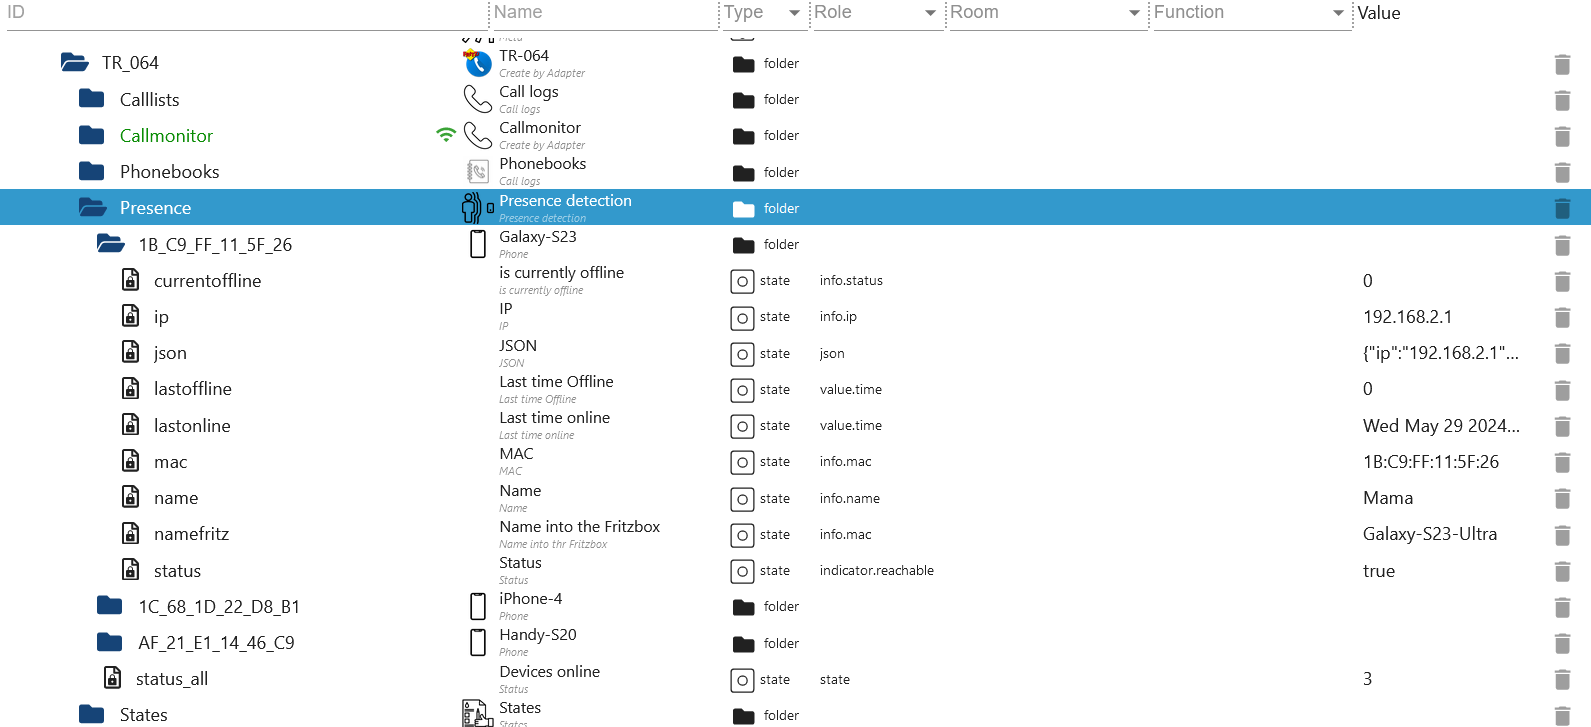 ID Name Type Role Room Function Value
Meta
TR_064 TR-064 folder
Create by Adapter
Calllists Call logs folder
Call logs
Callmonitor Callmonitor folder
Create by Adapter
Phonebooks Phonebooks folder
Call logs
Presence Presence detection folder
Presence detection
1B_C9_FF_11_5F_26 Galaxy-S23 folder
Phone
currentoffline is currently offline state info.status 0
is currently offline
ip IP state info.ip 192.168.2.1
IP
json JSON state json {"ip":"192.168.2.1"...
JSON
lastoffline Last time Offline state value.time 0
Last time Offline
lastonline Last time online state value.time Wed May 29 2024...
Last time online
mac MAC state info.mac 1B:C9:FF:11:5F:26
MAC
name Name state info.name Mama
Name
namefritz Name into the Fritzbox state info.mac Galaxy-S23-Ultra
Name into thr Fritzbox
status Status state indicator.reachable true
Status
1C_68_1D_22_D8_B1 iPhone-4 folder
Phone
AF_21_E1_14_46_C9 Handy-S20 folder
Phone
status_all Devices online state state 3
Status
States States folder
States